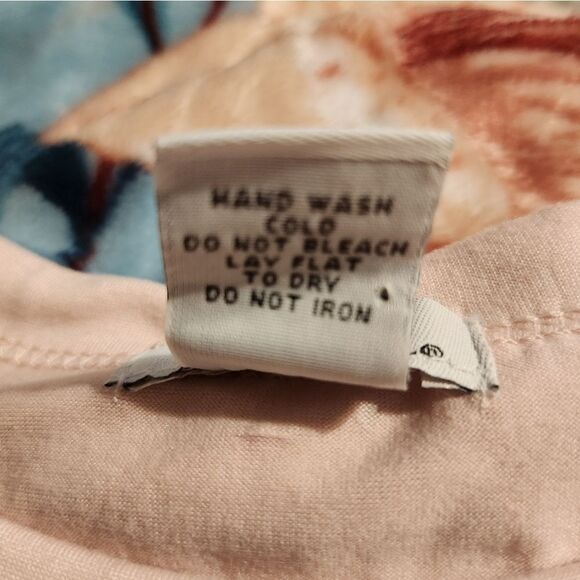 HAND WASH
COLD
DO NOT BLEACH
LAY FLAT
TO DRY
DO NOT IRON
®